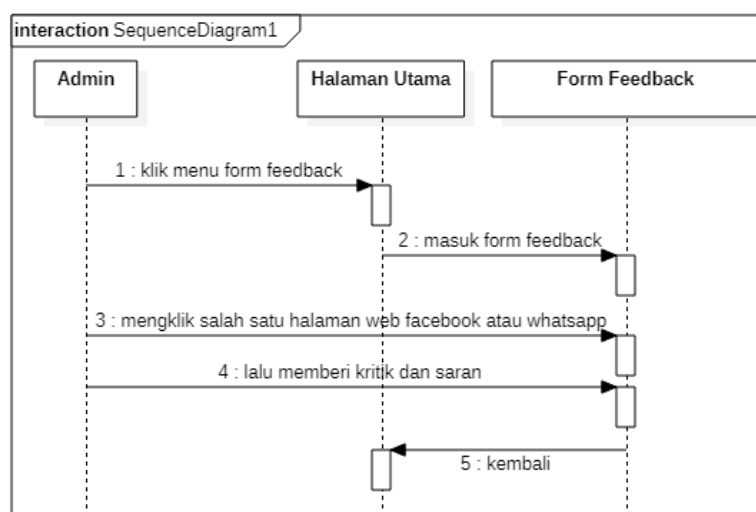 interaction SequenceDiagram1
Admin
Halaman Utama
Form Feedback
1 : klik menu form feedback
2 : masuk form feedback
3 : mengklik salah satu halaman web facebook atau whatsapp
4 : lalu memberi kritik dan saran
5 : kembali